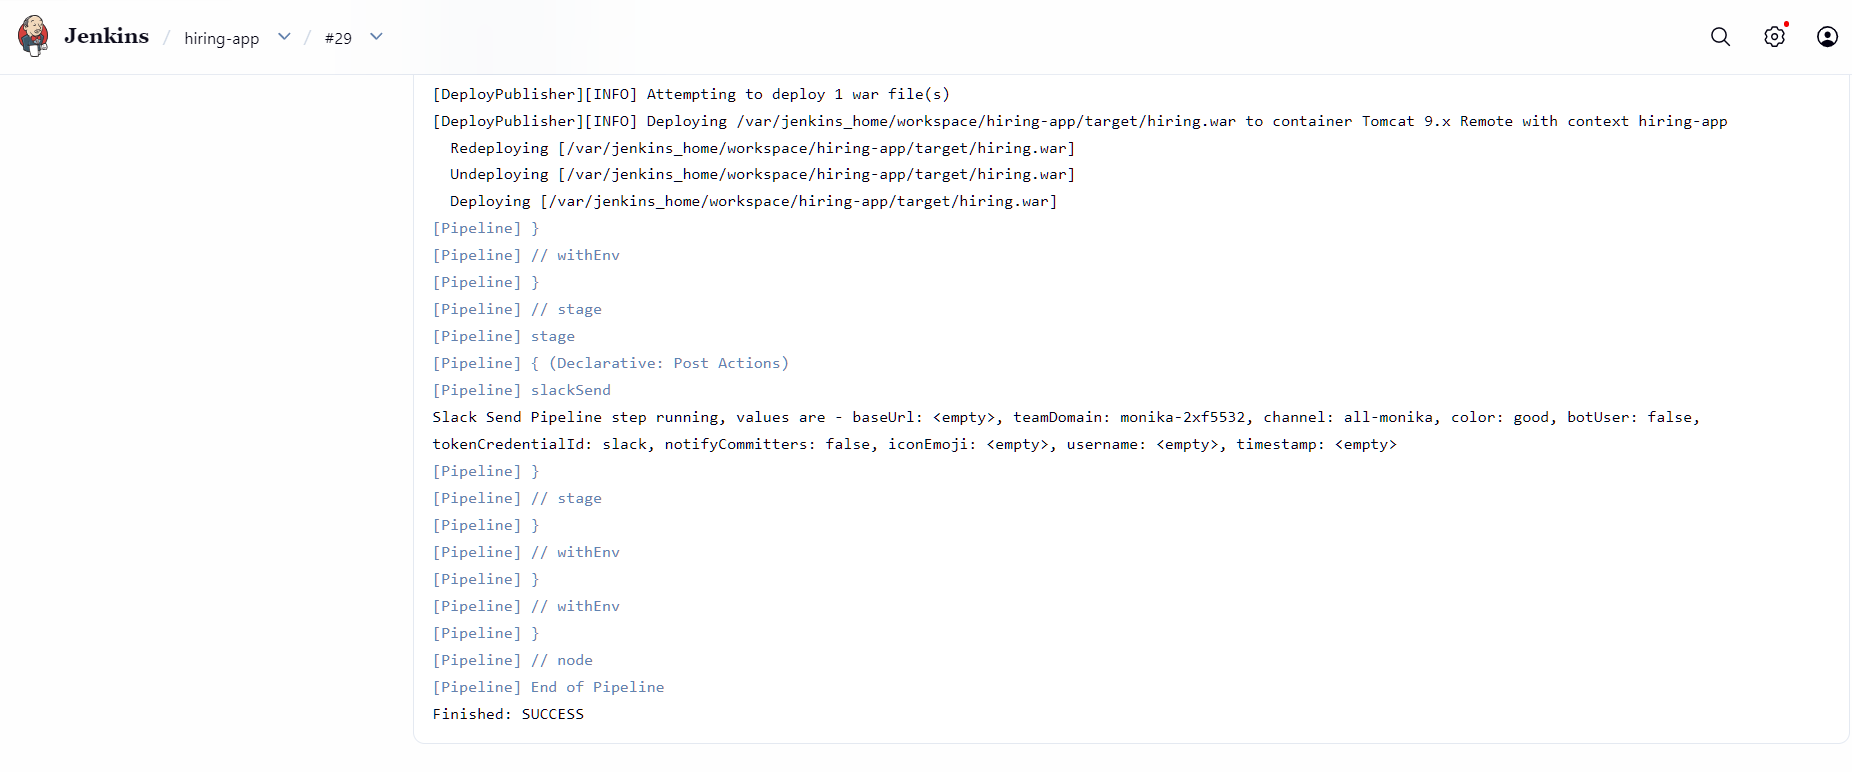 Jenkins / hiring-app / #29
[DeployPublisher][INFO] Attempting to deploy 1 war file(s)
[DeployPublisher][INFO] Deploying /var/jenkins_home/workspace/hiring-app/target/hiring.war to container Tomcat 9.x Remote with context hiring-app
  Redeploying [/var/jenkins_home/workspace/hiring-app/target/hiring.war]
  Undeploying [/var/jenkins_home/workspace/hiring-app/target/hiring.war]
  Deploying [/var/jenkins_home/workspace/hiring-app/target/hiring.war]
[Pipeline] }
[Pipeline] // withEnv
[Pipeline] }
[Pipeline] // stage
[Pipeline] stage
[Pipeline] { (Declarative: Post Actions)
[Pipeline] slackSend
Slack Send Pipeline step running, values are - baseUrl: <empty>, teamDomain: monika-2xf5532, channel: all-monika, color: good, botUser: false,
tokenCredentialId: slack, notifyCommitters: false, iconEmoji: <empty>, username: <empty>, timestamp: <empty>
[Pipeline] }
[Pipeline] // stage
[Pipeline] }
[Pipeline] // withEnv
[Pipeline] }
[Pipeline] // withEnv
[Pipeline] }
[Pipeline] // node
[Pipeline] End of Pipeline
Finished: SUCCESS